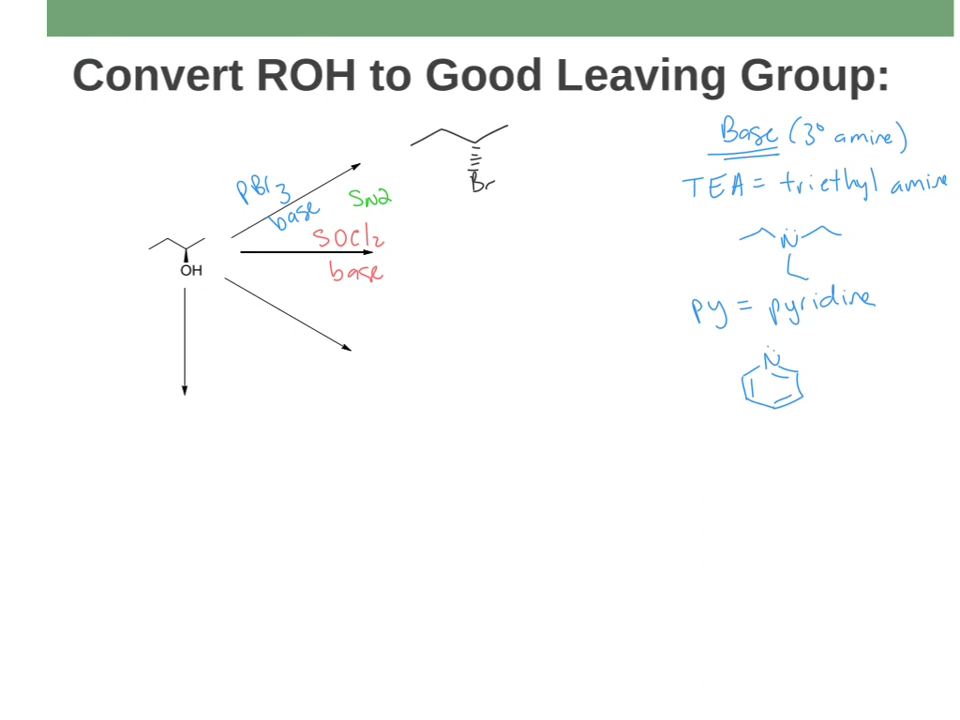 Convert ROH to Good Leaving Group:
Base (3° amine)
TEA = triethyl amine
N
py = pyridine
N
Br
PBr3
base
SN2
SOCl2
base
OH